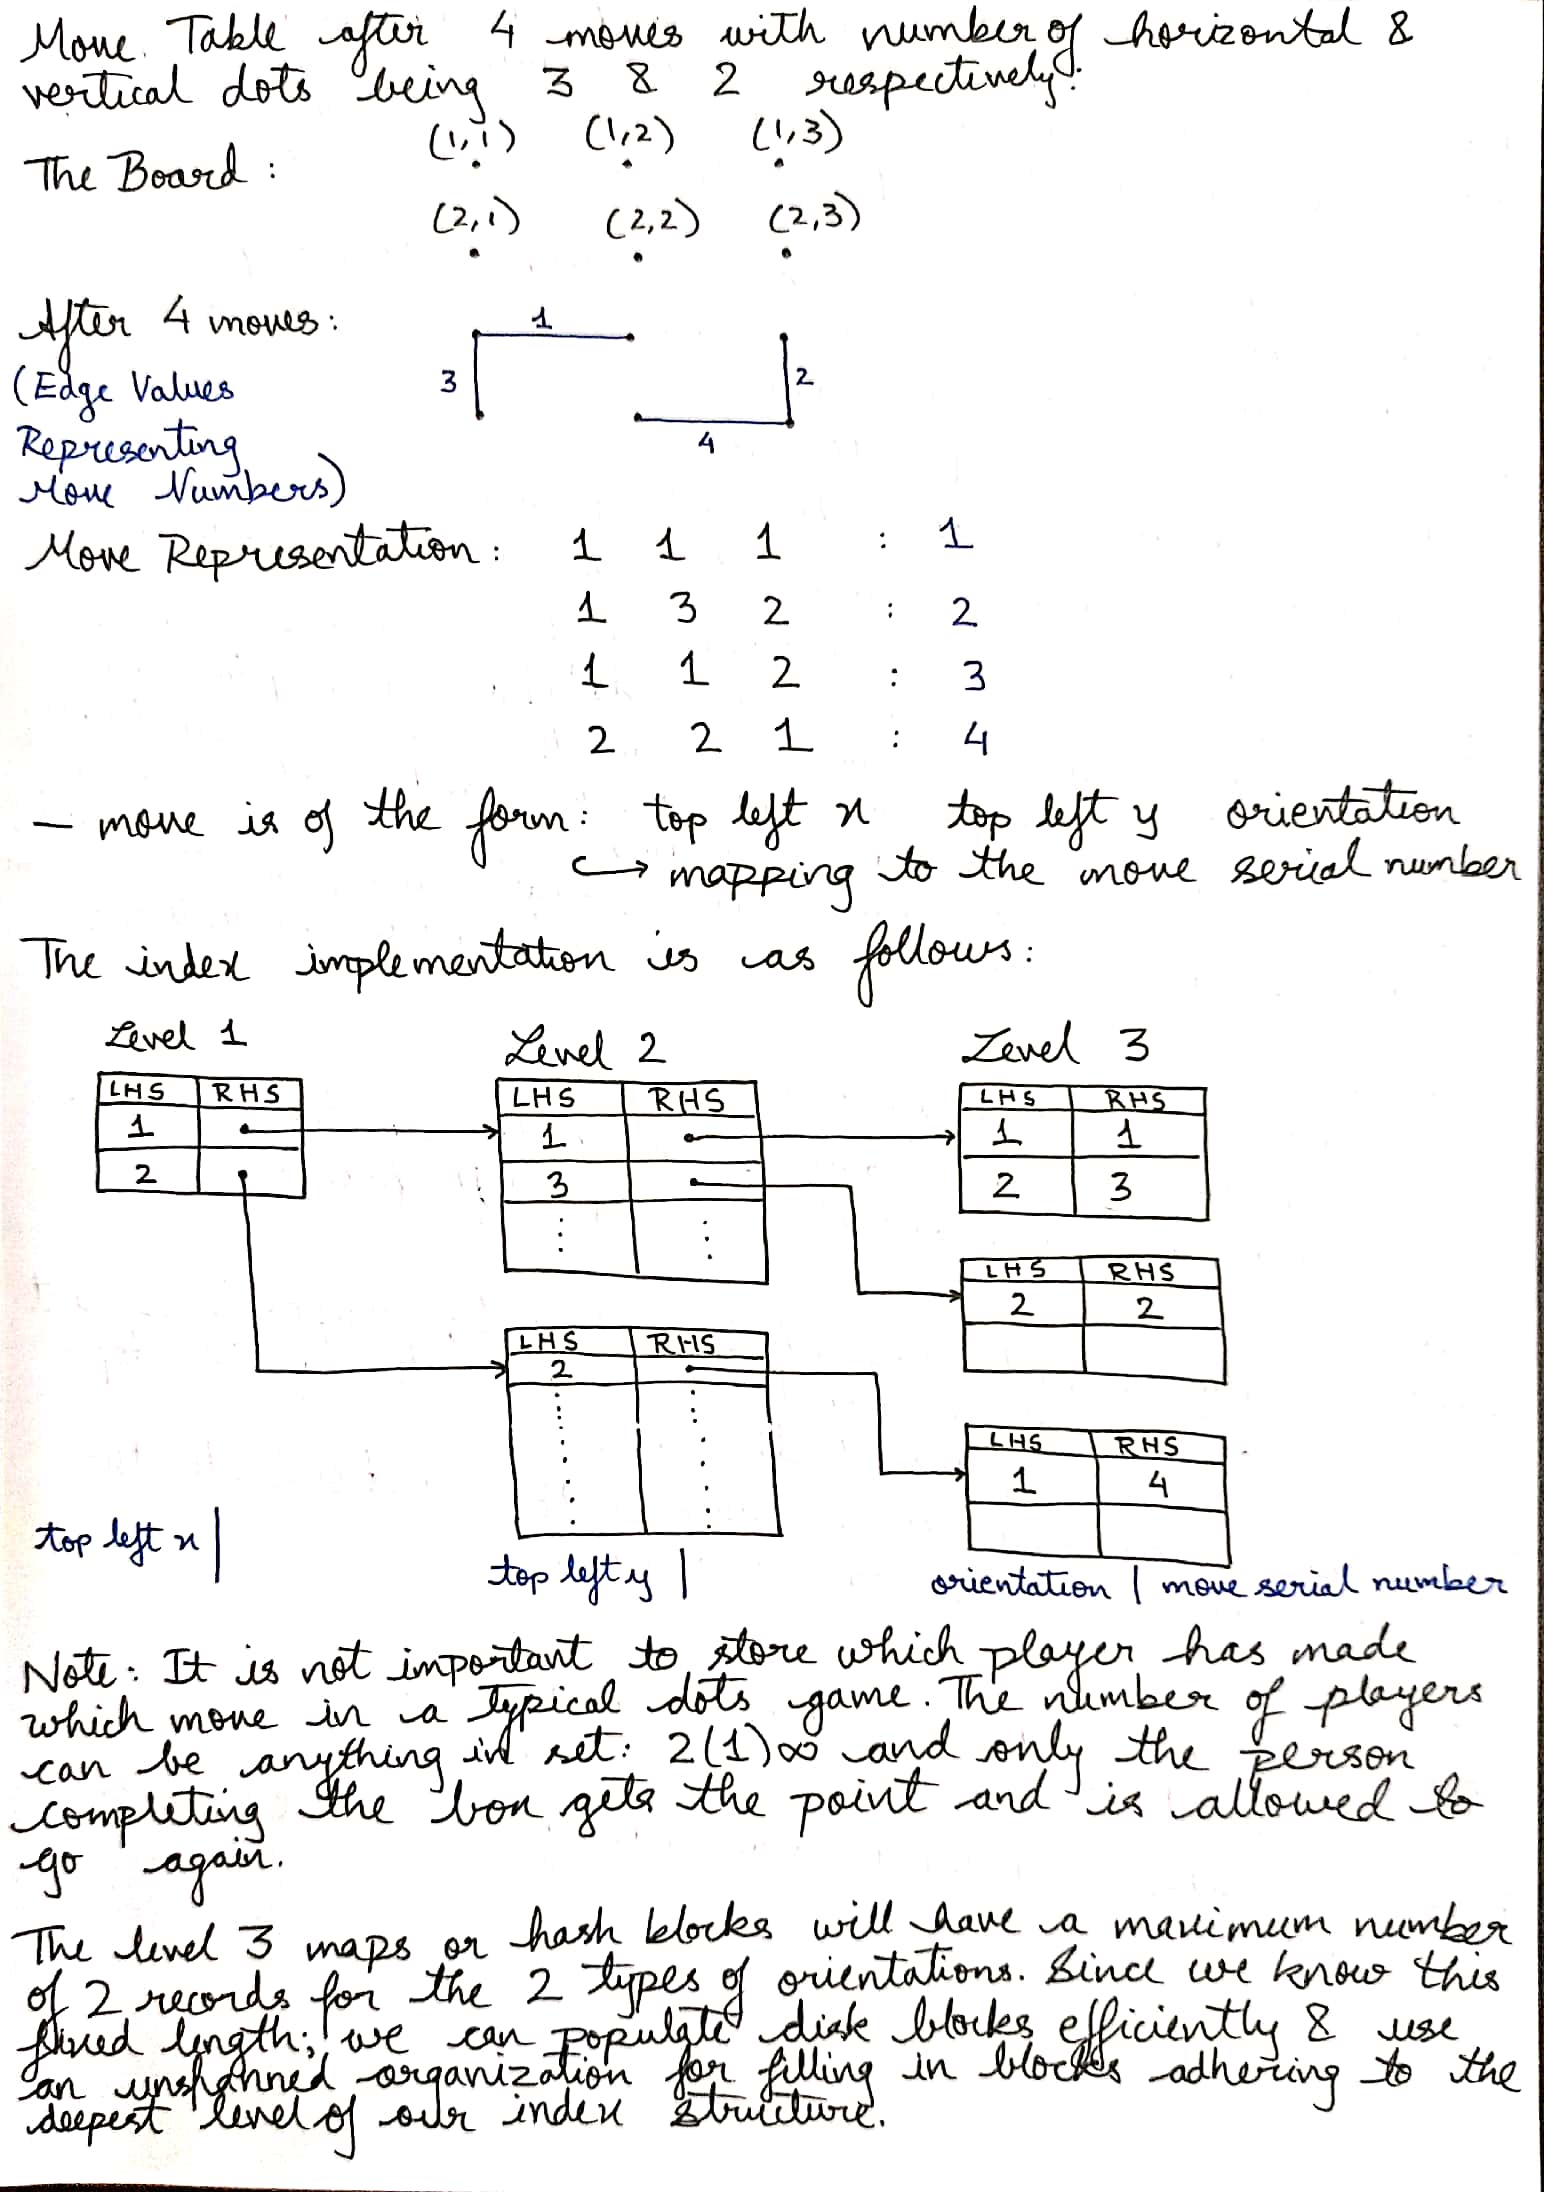 Move Table after 4 moves with number of horizontal &
vertical dots being 3 & 2 respectively:
(1,1) (1,2) (1,3)
The Board :
(2,1) (2,2) (2,3)
After 4 moves: 1
(Edge Values 3 2
Representing 4
Move Numbers)
Move Representation: 1 1 1 : 1
1 3 2 : 2
1 1 2 : 3
2 2 1 : 4
— move is of the form: top left x top left y orientation
↪ mapping to the move serial number
The index implementation is as follows:
Level 1 Level 2 Level 3
LHS RHS LHS RHS LHS RHS
1 1 1 1
2 3 2 3
LHS RHS
2 2
LHS RHS
2
LHS RHS
1 4
top left x |
top left y | orientation | move serial number
Note: It is not important to store which player has made
which move in a typical dots game. The number of players
can be anything in set: 2(1)∞ and only the person
completing the box gets the point and is allowed to
go again.
The level 3 maps or hash blocks will have a maximum number
of 2 records for the 2 types of orientations. Since we know this
fixed length; we can populate disk blocks efficiently & use
an unspanned organization for filling in blocks adhering to the
deepest level of our index structure.